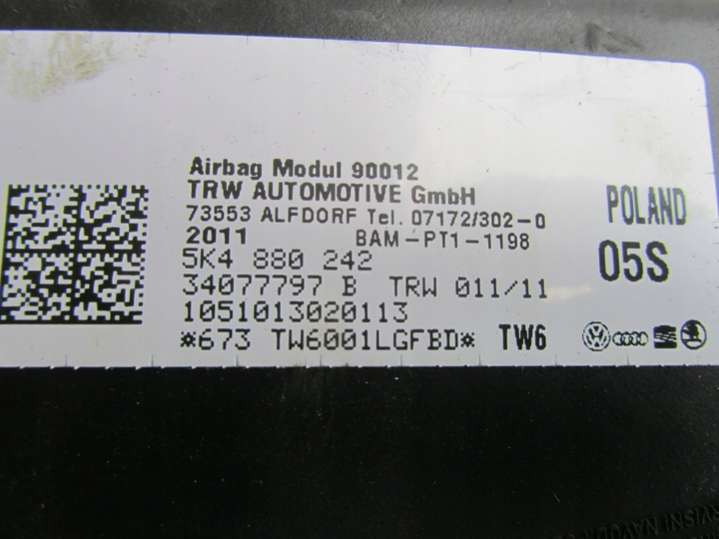 Airbag Modul 90012
TRW AUTOMOTIVE GmbH
73553 ALFDORF Tel. 07172/302-0
2011 BAM-PT1-1198
5K4 880 242
34077797 B TRW 011/11
1051013020113
*673 TW6001LGFBD* TW6
POLAND
05S